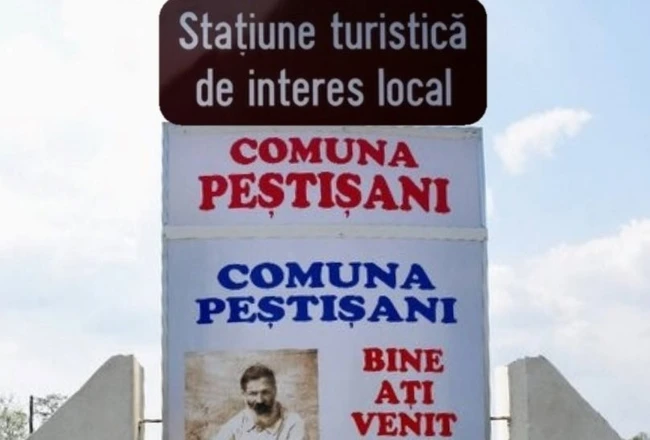 Stațiune turistică
de interes local
COMUNA
PEȘTIȘANI
COMUNA
PEȘTIȘANI
BINE
AȚI
VENIT